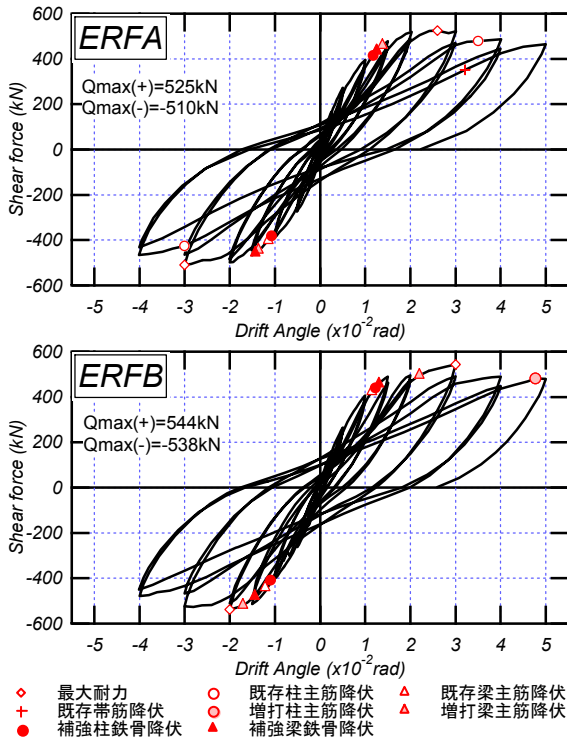 ERFA
Qmax(+)=525kN
Qmax(-)=-510kN
Shear force (kN)
600
400
200
0
-200
-400
-600
-5 -4 -3 -2 -1 0 1 2 3 4 5
Drift Angle (x10-2rad)
ERFB
Qmax(+)=544kN
Qmax(-)=-538kN
Shear force (kN)
600
400
200
0
-200
-400
-600
-5 -4 -3 -2 -1 0 1 2 3 4 5
Drift Angle (x10-2rad)
最大耐力 既存柱主筋降伏 既存梁主筋降伏
既存帯筋降伏 増打柱主筋降伏 増打梁主筋降伏
補強柱鉄骨降伏 補強梁鉄骨降伏